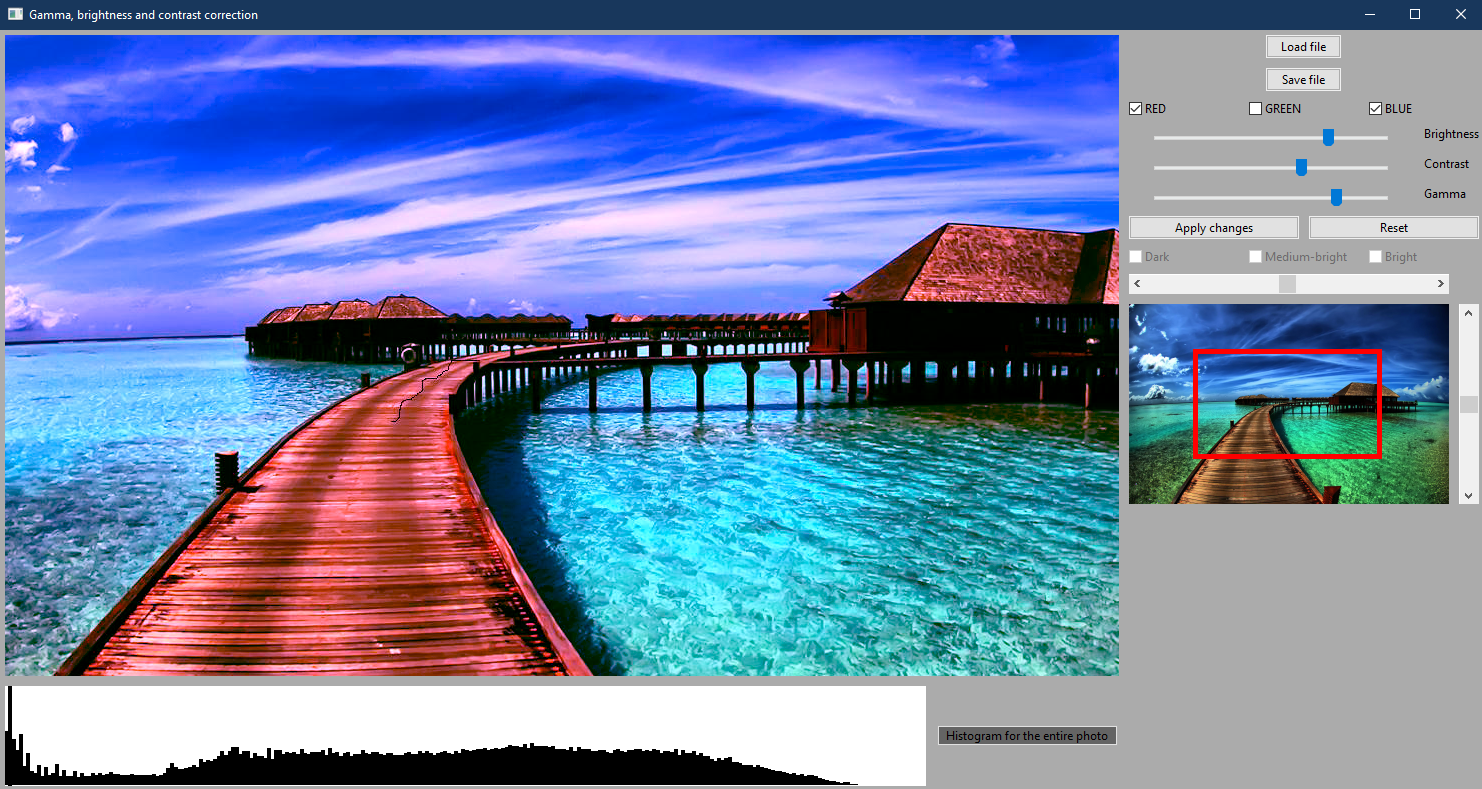 Gamma, brightness and contrast correction
Load file
Save file
RED GREEN BLUE
Brightness
Contrast
Gamma
Apply changes Reset
Dark Medium-bright Bright
Histogram for the entire photo